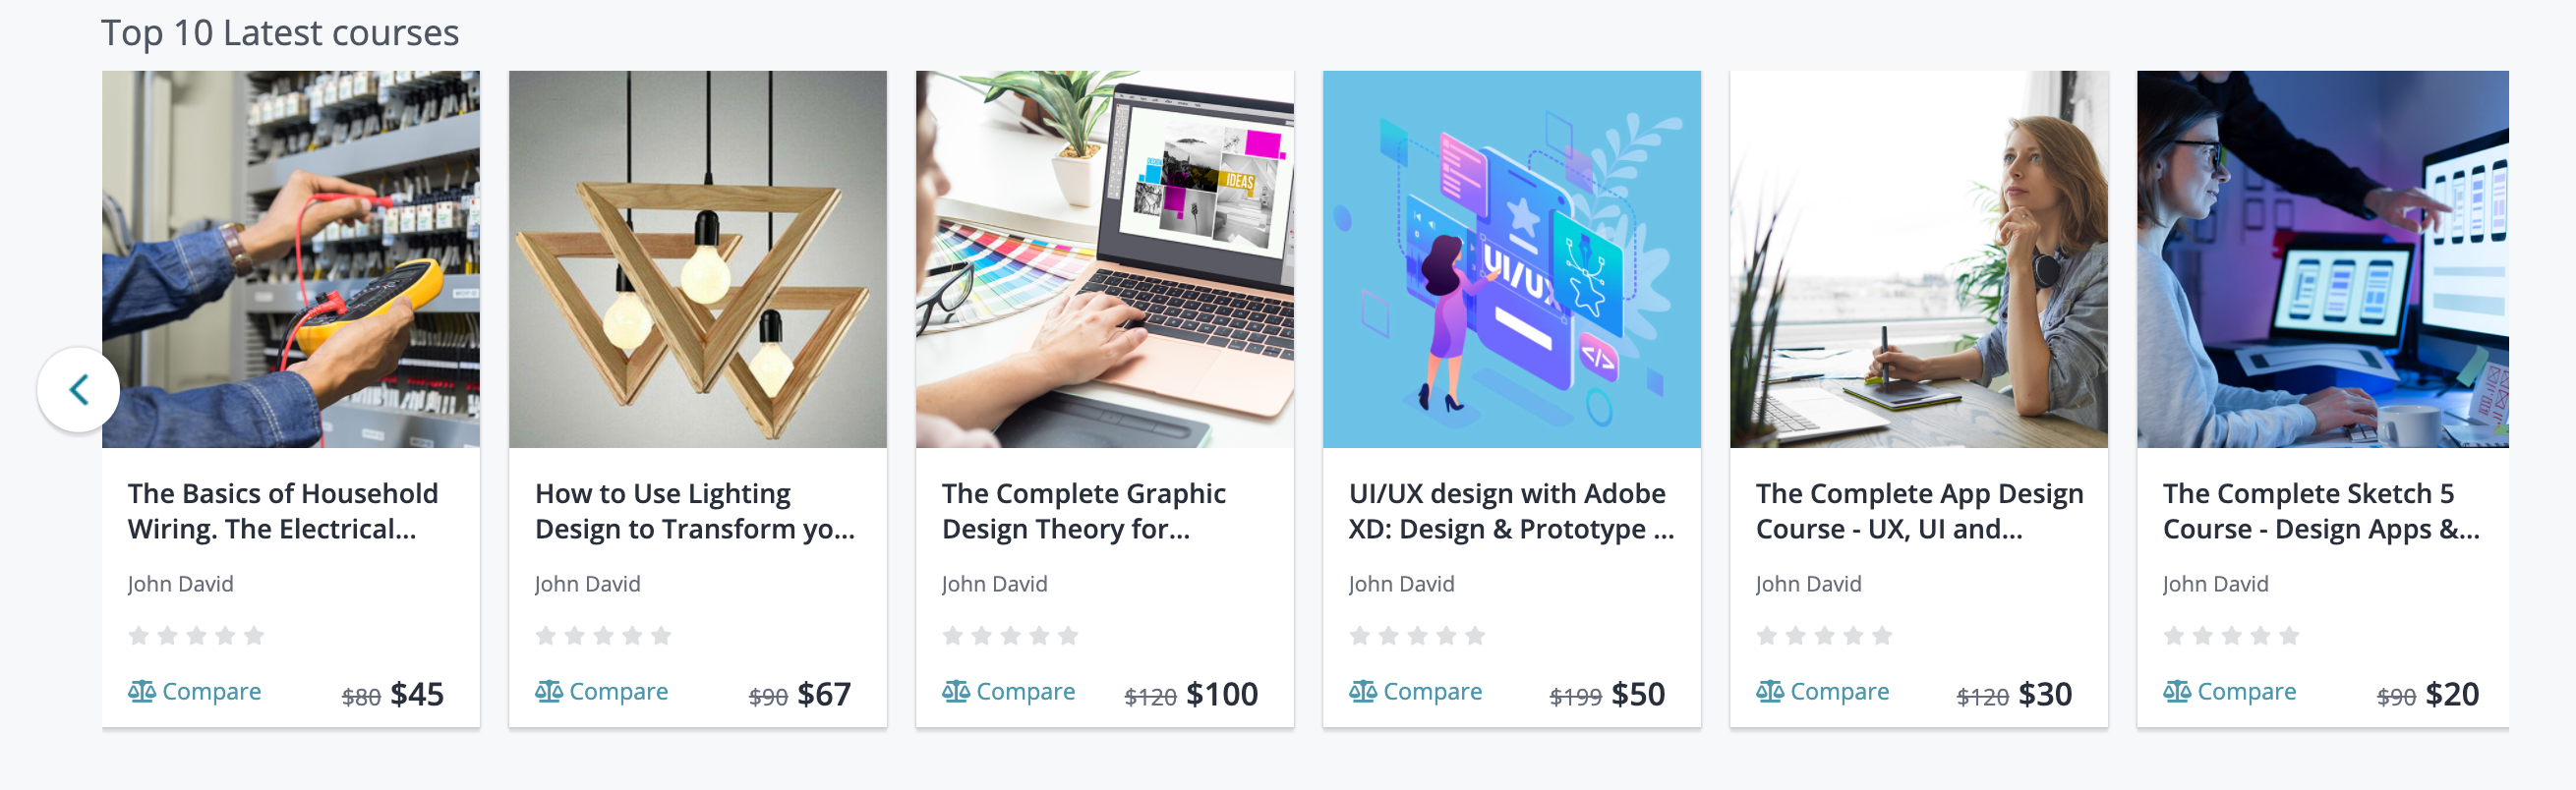 Top 10 Latest courses
IDEAS
UI/UX
</>
The Basics of Household
Wiring. The Electrical...
John David
Compare
$80 $45
How to Use Lighting
Design to Transform yo...
John David
Compare
$90 $67
The Complete Graphic
Design Theory for...
John David
Compare
$120 $100
UI/UX design with Adobe
XD: Design & Prototype ...
John David
Compare
$199 $50
The Complete App Design
Course - UX, UI and...
John David
Compare
$120 $30
The Complete Sketch 5
Course - Design Apps &...
John David
Compare
$90 $20